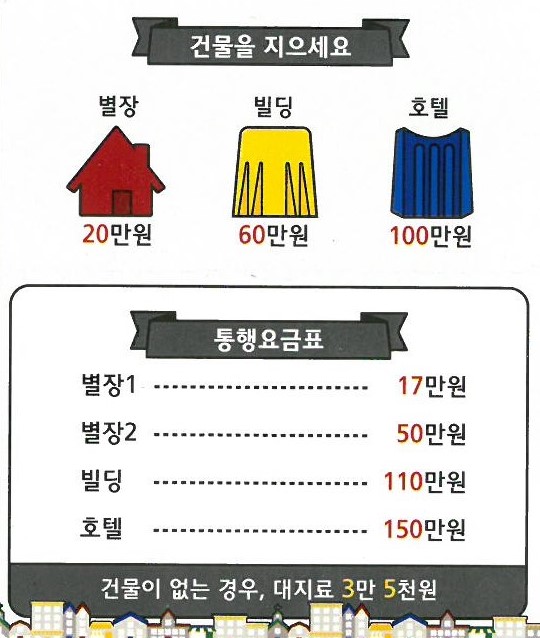 건물을 지으세요
별장 빌딩 호텔
20만원 60만원 100만원
통행요금표
별장1 ----------------------- 17만원
별장2 ----------------------- 50만원
빌딩 ----------------------- 110만원
호텔 ----------------------- 150만원
건물이 없는 경우, 대지료 3만 5천원